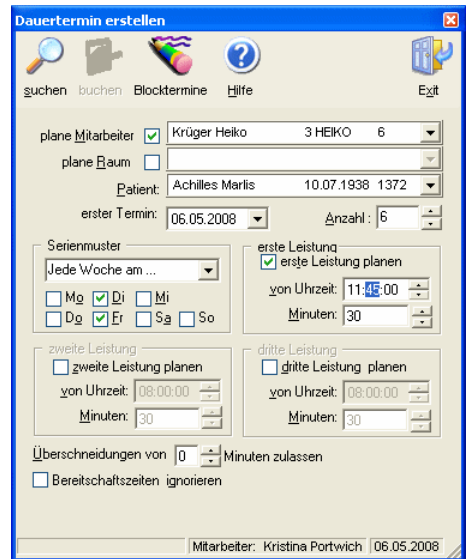 Dauertermin erstellen
suchen buchen Blocktermine Hilfe Exit
plane Mitarbeiter Krüger Heiko 3 HEIKO 6
plane Raum
Patient: Achilles Marlis 10.07.1938 1372
erster Termin: 06.05.2008 Anzahl: 6
Serienmuster
Jede Woche am ...
Mo Di Mi
Do Fr Sa So
erste Leistung
erste Leistung planen
von Uhrzeit: 11:45:00
Minuten: 30
zweite Leistung
zweite Leistung planen
von Uhrzeit: 08:00:00
Minuten: 30
dritte Leistung
dritte Leistung planen
von Uhrzeit: 08:00:00
Minuten: 30
Überschneidungen von 0 Minuten zulassen
Bereitschaftszeiten ignorieren
Mitarbeiter: Kristina Portwich 06.05.2008